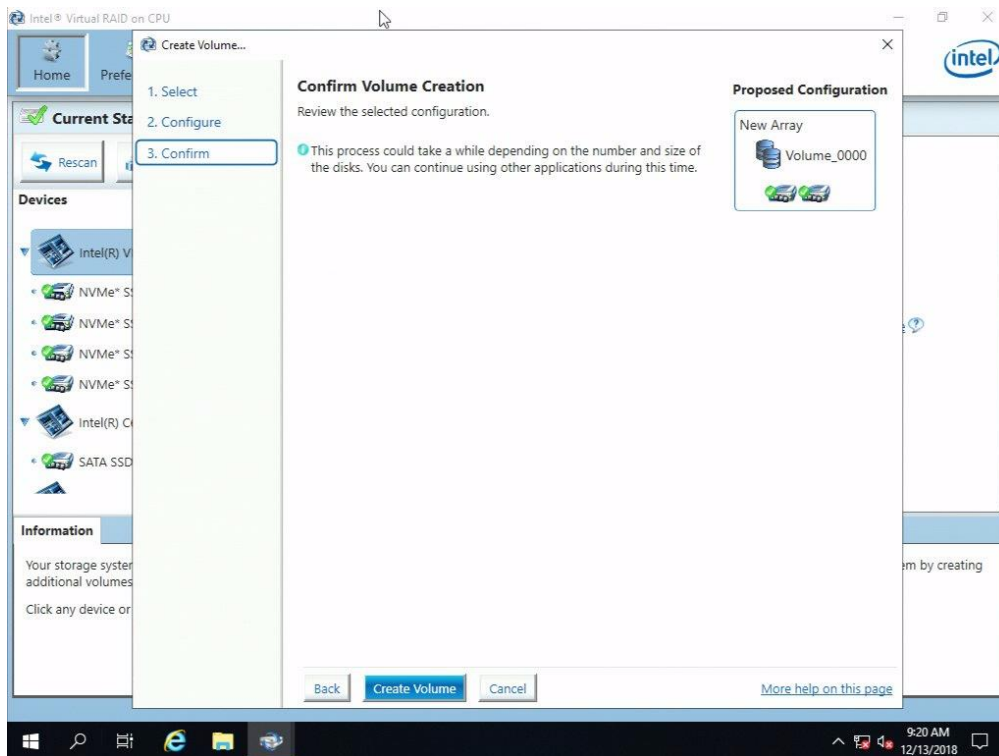 Intel® Virtual RAID on CPU
Home
Create Volume...
1. Select
2. Configure
3. Confirm
Confirm Volume Creation
Review the selected configuration.
This process could take a while depending on the number and size of
the disks. You can continue using other applications during this time.
Proposed Configuration
New Array
Volume_0000
intel
Current
Rescan
Devices
Intel(R)
NVMe*
NVMe*
NVMe*
NVMe*
Intel(R)
SATA SSD
Information
Your storage
additional volumes
Click any device or
by creating
Back
Create Volume
Cancel
More help on this page
9:20 AM
12/13/2018